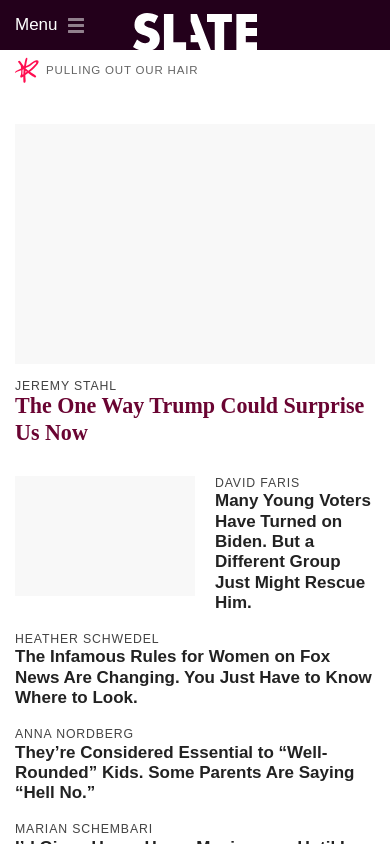 Menu
SLATE
PULLING OUT OUR HAIR
JEREMY STAHL
The One Way Trump Could Surprise
Us Now
DAVID FARIS
Many Young Voters
Have Turned on
Biden. But a
Different Group
Just Might Rescue
Him.
HEATHER SCHWEDEL
The Infamous Rules for Women on Fox
News Are Changing. You Just Have to Know
Where to Look.
ANNA NORDBERG
They’re Considered Essential to “Well-
Rounded” Kids. Some Parents Are Saying
“Hell No.”
MARIAN SCHEMBARI